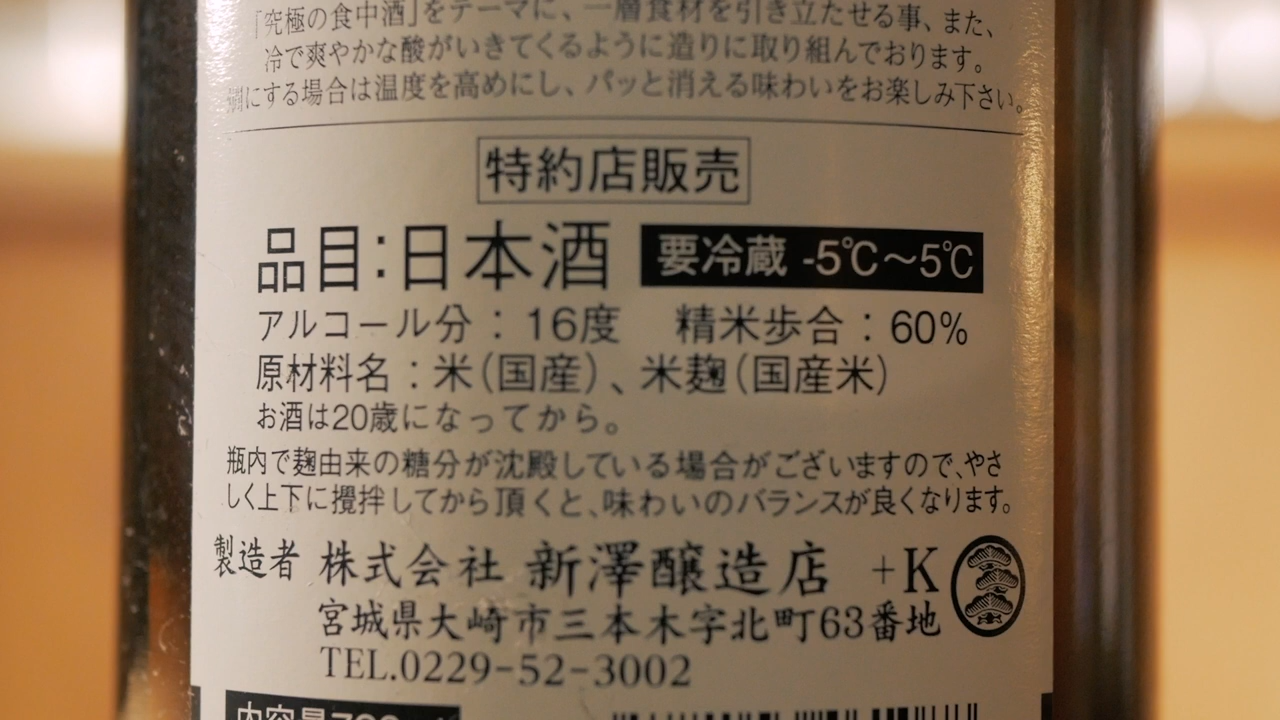 「究極の食中酒」をテーマに、一層食材を引き立たせる事、また、
冷で爽やかな酸がいきてくるように造りに取り組んでおります。
燗にする場合は温度を高めにし、パッと消える味わいをお楽しみ下さい。
特約店販売
品目:日本酒 要冷蔵 -5℃~5℃
アルコール分:16度 精米歩合:60%
原材料名:米(国産)、米麹(国産米)
お酒は20歳になってから。
瓶内で麹由来の糖分が沈殿している場合がございますので、やさ
しく上下に攪拌してから頂くと、味わいのバランスが良くなります。
製造者 株式会社 新澤醸造店 +K
宮城県大崎市三本木字北町63番地
TEL.0229-52-3002
内容量